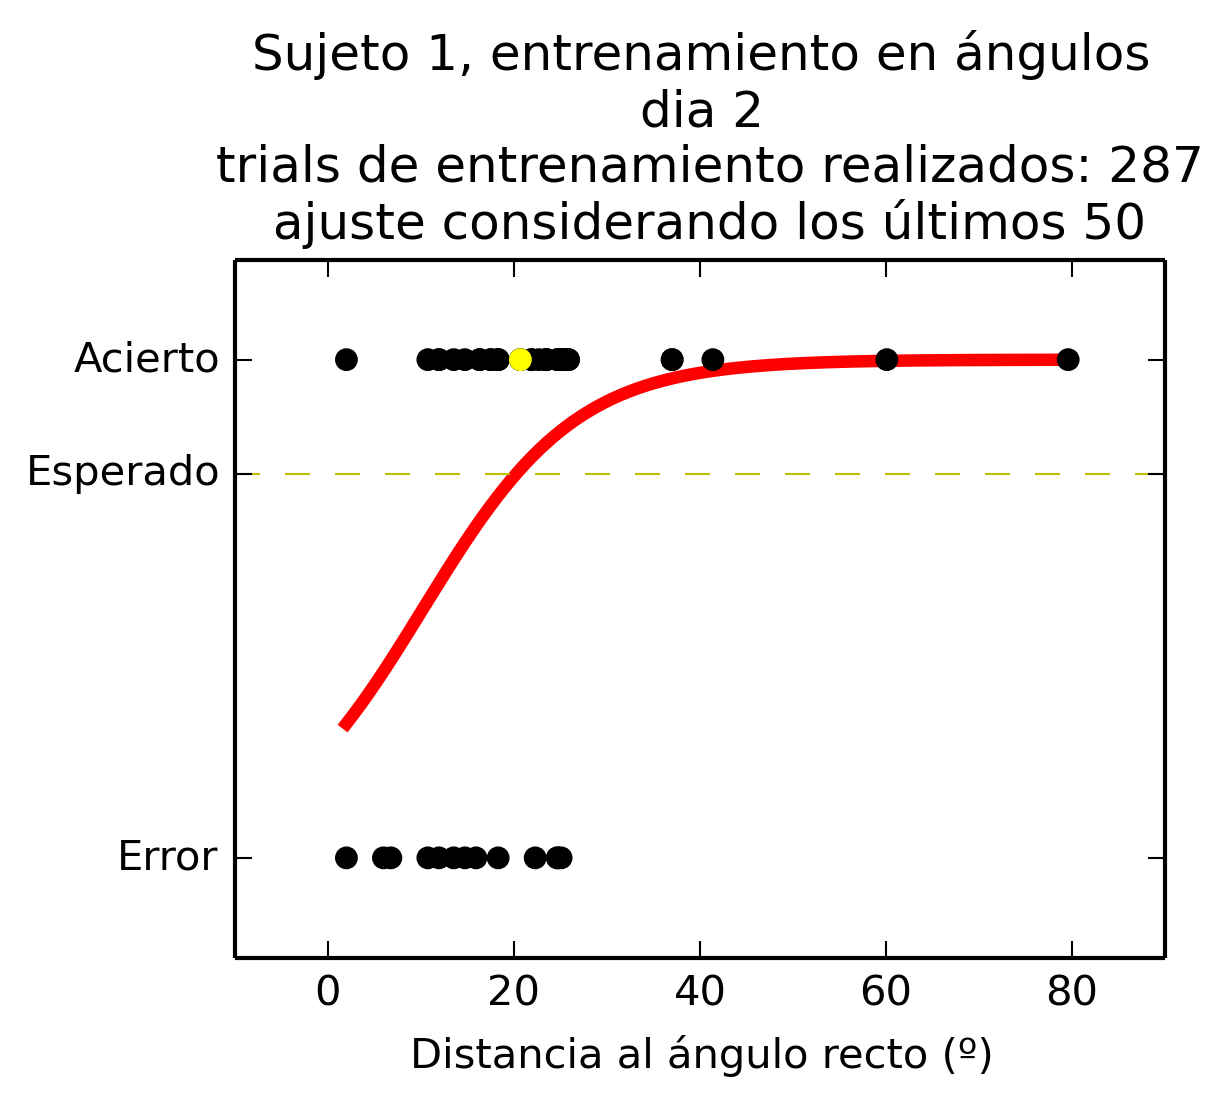 Sujeto 1, entrenamiento en ángulos
dia 2
trials de entrenamiento realizados: 287
ajuste considerando los últimos 50
Acierto
Esperado
Error
0 20 40 60 80
Distancia al ángulo recto (º)